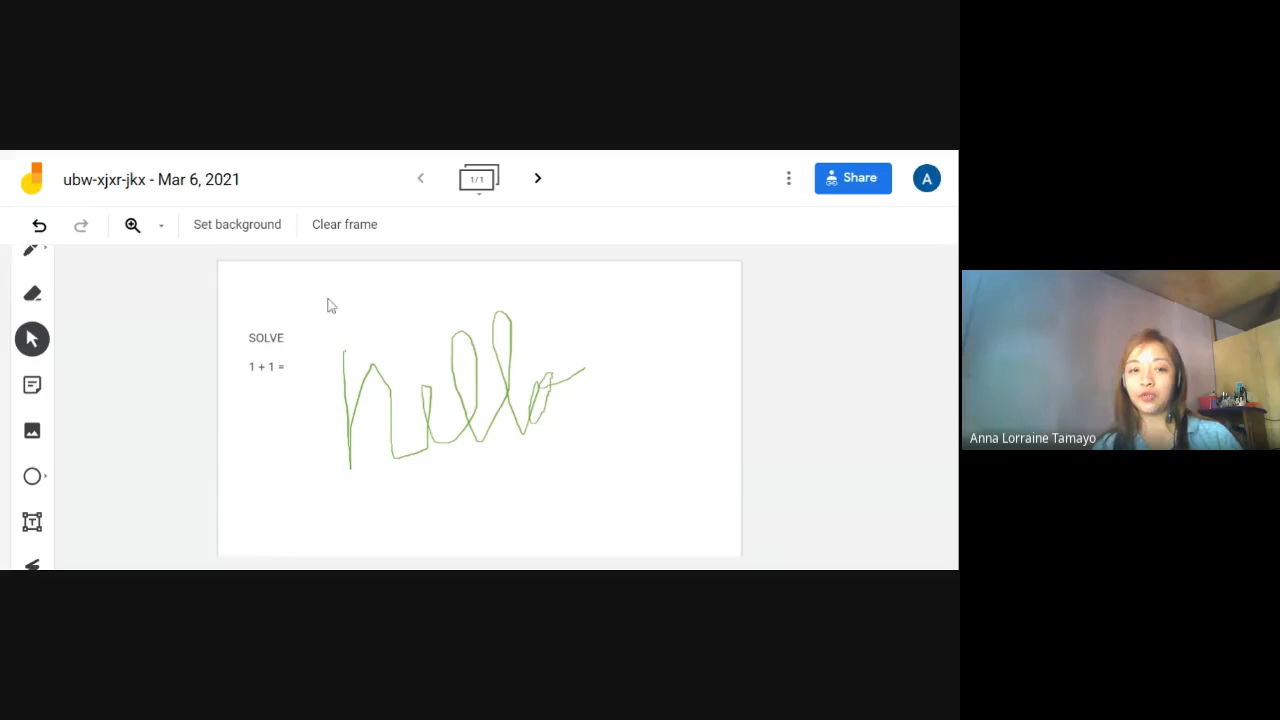 ubw-xjxr-jkx - Mar 6, 2021
1/1
Share
A
Set background
Clear frame
SOLVE
1 + 1 =
hello
T
Anna Lorraine Tamayo